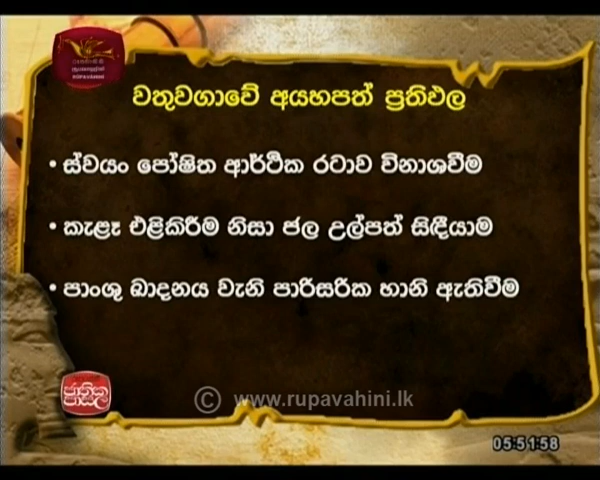 වතුවගාවේ අයහපත් ප්‍රතිඵල
• ස්වයං පෝෂිත ආර්ථික රටාව විනාශවීම
• කැළෑ එළිකිරීම නිසා ජල උල්පත් සිඳීයාම
• පාංශු ඛාදනය වැනි පාරිසරික හානි ඇතිවීම
ජාතික
පාසල
© www.rupavahini.lk
05:51:58